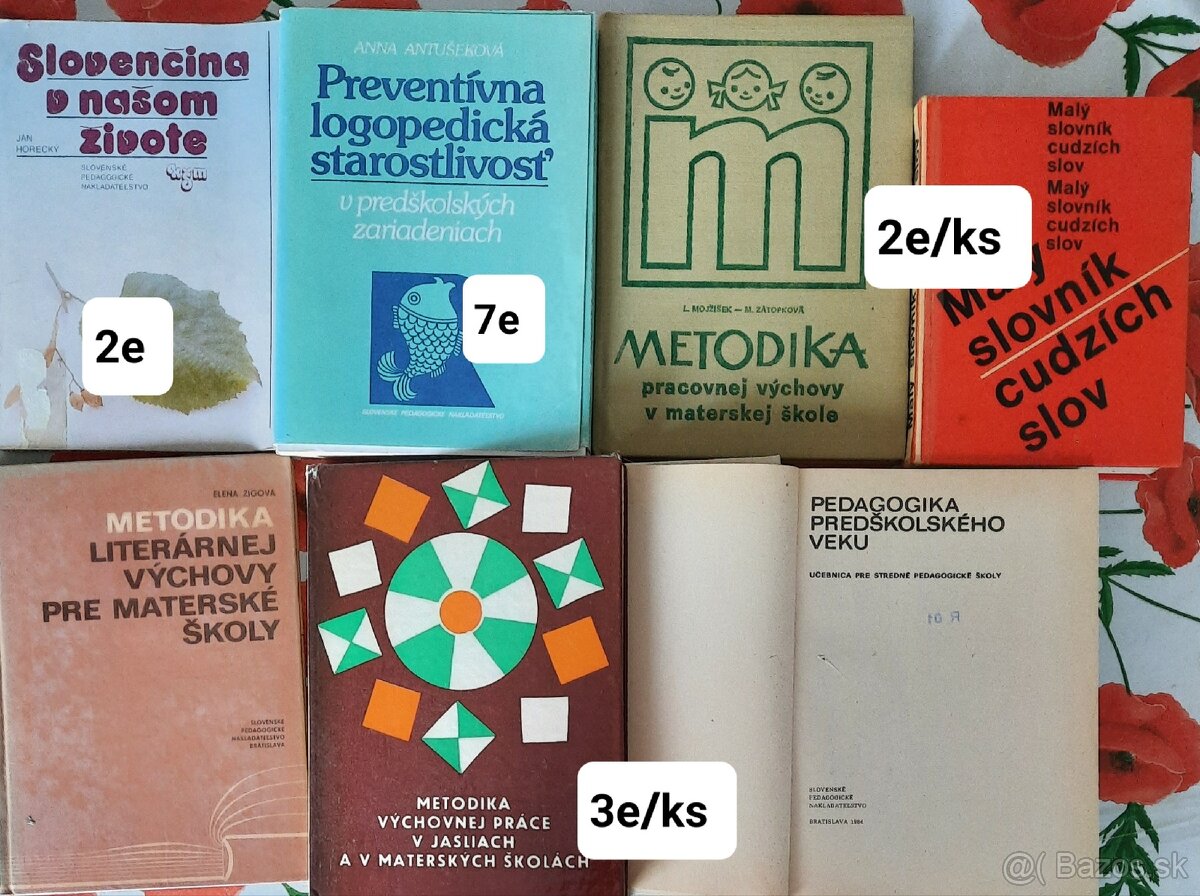 Slovenčina
v našom
živote
JÁN
HORECKÝ
SLOVENSKÉ
PEDAGOGICKÉ
NAKLADATEĽSTVO
2e
ANNA ANTUŠEKOVÁ
Preventívna
logopedická
starostlivosť
v predškolských
zariadeniach
7e
SLOVENSKÉ PEDAGOGICKÉ NAKLADATEĽSTVO
m
L. MOJŽÍŠEK — M. ZÁTOPKOVÁ
METODIKA
pracovnej výchovy
v materskej škole
2e/ks
Malý
slovník
cudzích
slov
Malý
slovník
cudzích
slov
Malý
slovník
cudzích
slov
ELENA ZIGOVÁ
METODIKA
LITERÁRNEJ
VÝCHOVY
PRE MATERSKÉ
ŠKOLY
SLOVENSKÉ
PEDAGOGICKÉ
NAKLADATEĽSTVO
BRATISLAVA
METODIKA
VÝCHOVNEJ PRÁCE
V JASLIACH
A V MATERSKÝCH ŠKOLÁCH
3e/ks
PEDAGOGIKA
PREDŠKOLSKÉHO
VEKU
UČEBNICA PRE STREDNÉ PEDAGOGICKÉ ŠKOLY
R 01
SLOVENSKÉ
PEDAGOGICKÉ
NAKLADATEĽSTVO
BRATISLAVA 1984
@( Bazos.sk